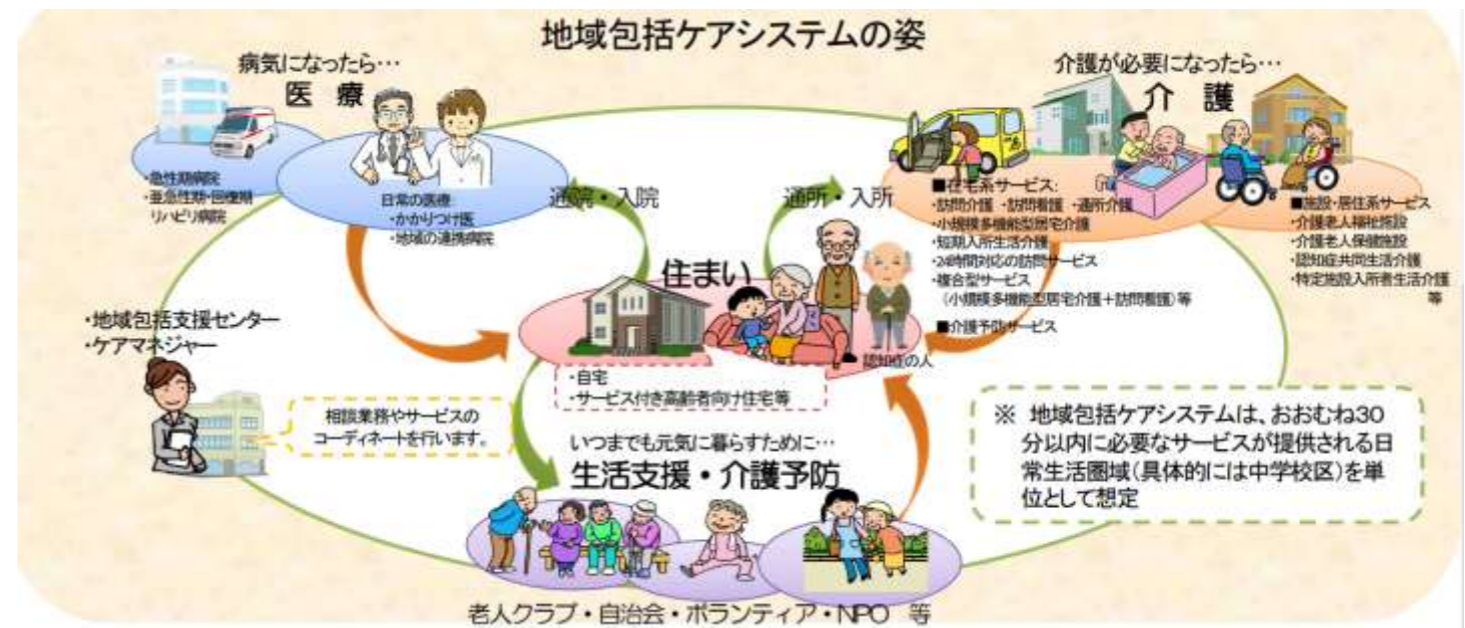 地域包括ケアシステムの姿
病気になったら…
医 療
・急性期病院
・亜急性期・回復期
リハビリ病院
日常の医療:
・かかりつけ医
・地域の連携病院
通院・入院
通所・入所
介護が必要になったら…
介 護
■在宅系サービス:
・訪問介護 ・訪問看護 ・通所介護
・小規模多機能型居宅介護
・短期入所生活介護
・24時間対応の訪問サービス
・複合型サービス
(小規模多機能型居宅介護+訪問看護)等
■介護予防サービス
■施設・居住系サービス
・介護老人福祉施設
・介護老人保健施設
・認知症共同生活介護
・特定施設入所者生活介護
等
住まい
認知症の人
・自宅
・サービス付き高齢者向け住宅等
・地域包括支援センター
・ケアマネジャー
相談業務やサービスの
コーディネートを行います。
いつまでも元気に暮らすために…
生活支援・介護予防
老人クラブ・自治会・ボランティア・NPO 等
※ 地域包括ケアシステムは、おおむね30
分以内に必要なサービスが提供される日
常生活圏域(具体的には中学校区)を単
位として想定